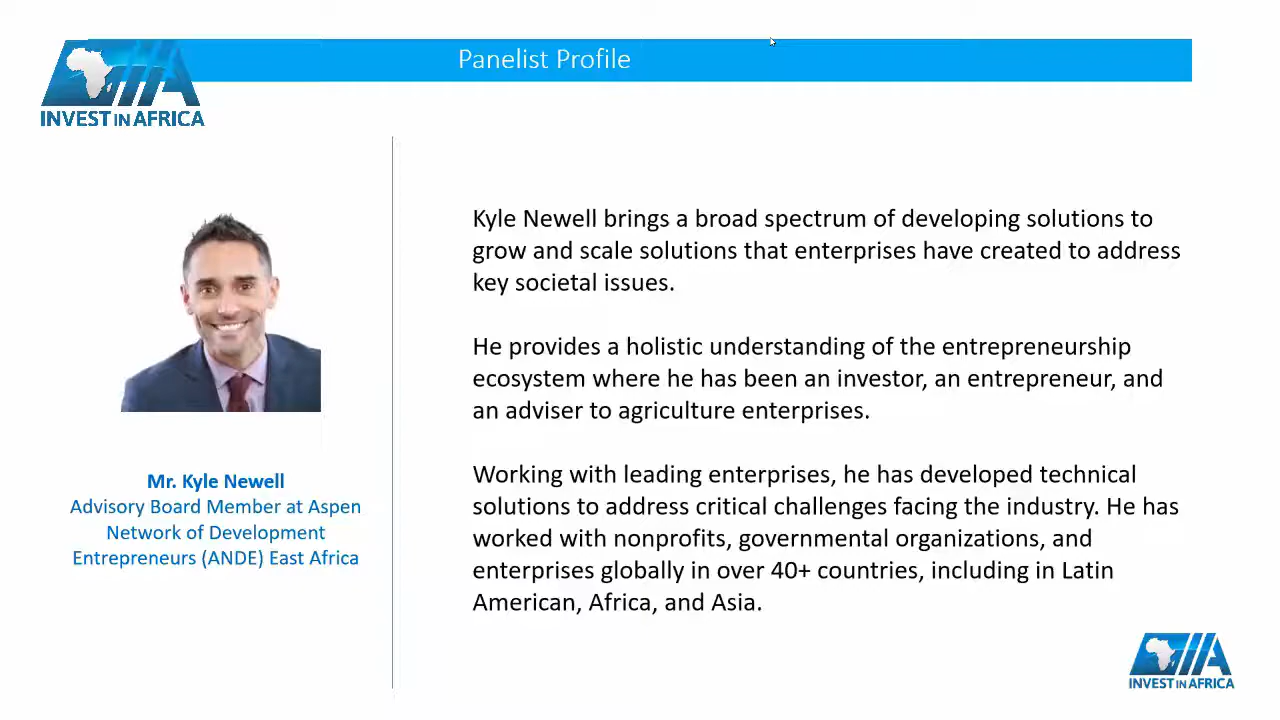 Panelist Profile
INVEST IN AFRICA
Kyle Newell brings a broad spectrum of developing solutions to
grow and scale solutions that enterprises have created to address
key societal issues.
He provides a holistic understanding of the entrepreneurship
ecosystem where he has been an investor, an entrepreneur, and
an adviser to agriculture enterprises.
Working with leading enterprises, he has developed technical
solutions to address critical challenges facing the industry. He has
worked with nonprofits, governmental organizations, and
enterprises globally in over 40+ countries, including in Latin
American, Africa, and Asia.
Mr. Kyle Newell
Advisory Board Member at Aspen
Network of Development
Entrepreneurs (ANDE) East Africa
INVEST IN AFRICA